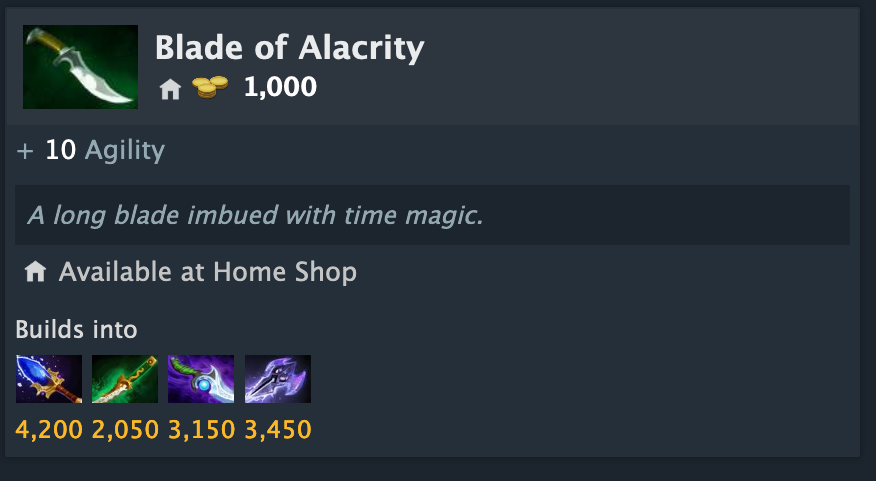 Blade of Alacrity
1,000
+ 10 Agility
A long blade imbued with time magic.
Available at Home Shop
Builds into
4,200 2,050 3,150 3,450